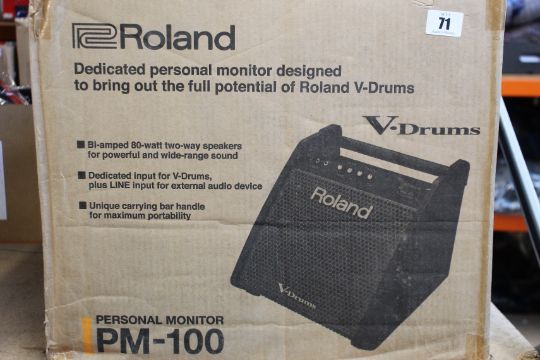 71
Roland
Dedicated personal monitor designed
to bring out the full potential of Roland V-Drums
V-Drums
Bi-amped 80-watt two-way speakers
for powerful and wide-range sound
Dedicated input for V-Drums,
plus LINE input for external audio device
Unique carrying bar handle
for maximum portability
Roland
V-Drums
PERSONAL MONITOR
PM-100